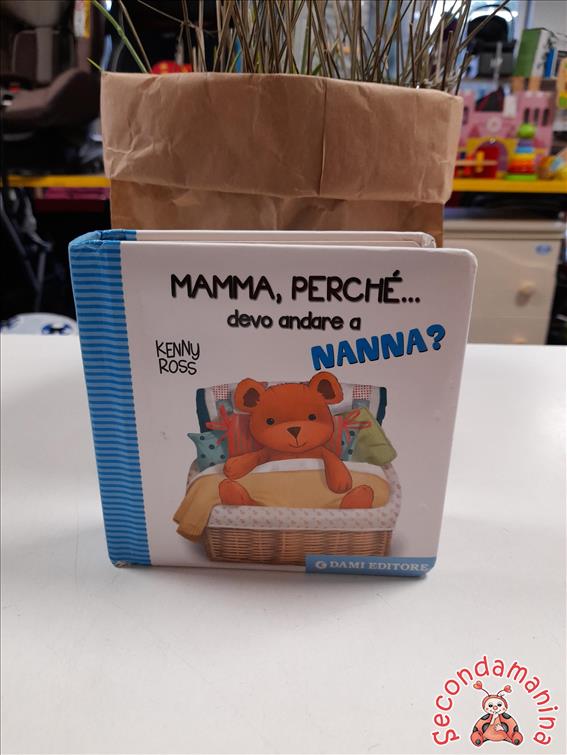 MAMMA, PERCHÉ...
devo andare a
NANNA?
KENNY
ROSS
DAMI EDITORE
Secondamanina